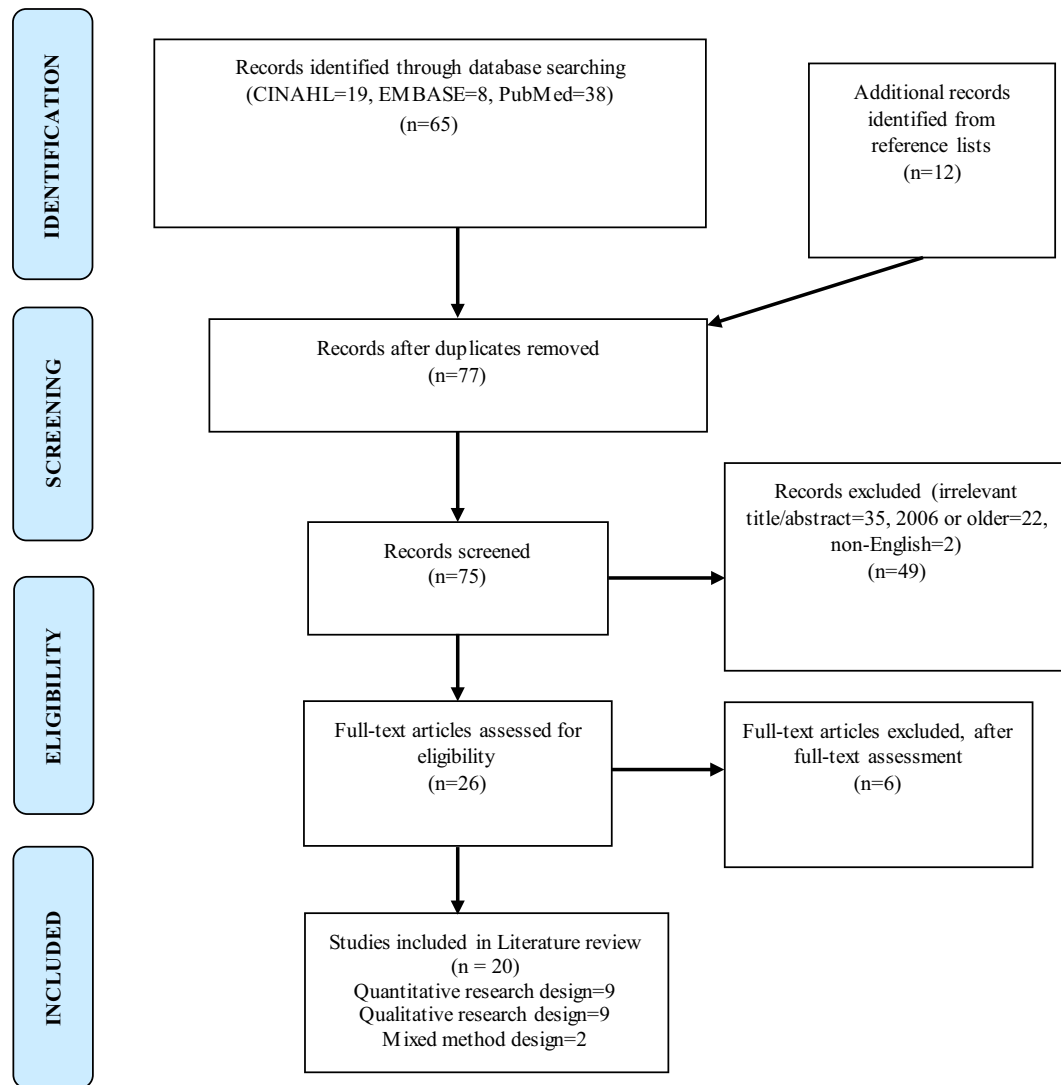 IDENTIFICATION
Records identified through database searching
(CINAHL=19, EMBASE=8, PubMed=38)
(n=65)
Additional records
identified from
reference lists
(n=12)
SCREENING
Records after duplicates removed
(n=77)
Records screened
(n=75)
Records excluded (irrelevant
title/abstract=35, 2006 or older=22,
non-English=2)
(n=49)
ELIGIBILITY
Full-text articles assessed for
eligibility
(n=26)
Full-text articles excluded, after
full-text assessment
(n=6)
INCLUDED
Studies included in Literature review
(n = 20)
Quantitative research design=9
Qualitative research design=9
Mixed method design=2